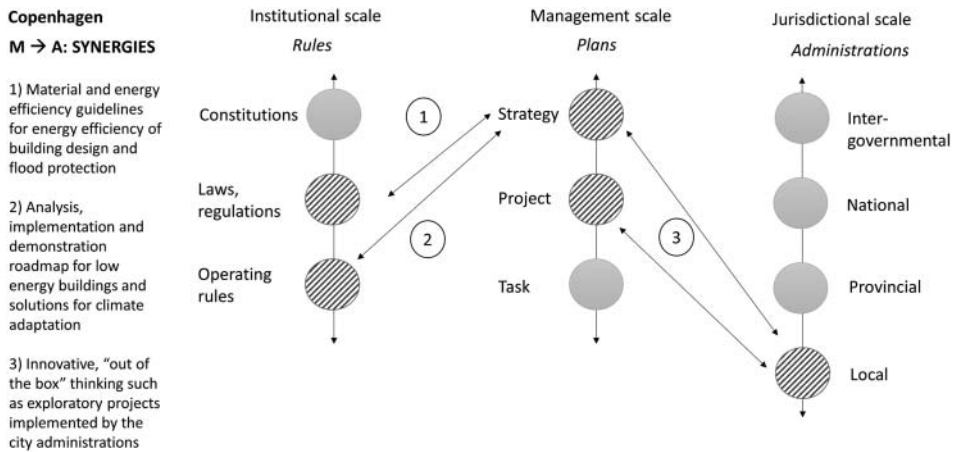 Copenhagen
M → A: SYNERGIES
1) Material and energy
efficiency guidelines
for energy efficiency of
building design and
flood protection
2) Analysis,
implementation and
demonstration
roadmap for low
energy buildings and
solutions for climate
adaptation
3) Innovative, “out of
the box” thinking such
as exploratory projects
implemented by the
city administrations
Institutional scale
Rules
Constitutions
Laws,
regulations
Operating
rules
1
2
Management scale
Plans
Strategy
Project
Task
3
Jurisdictional scale
Administrations
Inter-
governmental
National
Provincial
Local